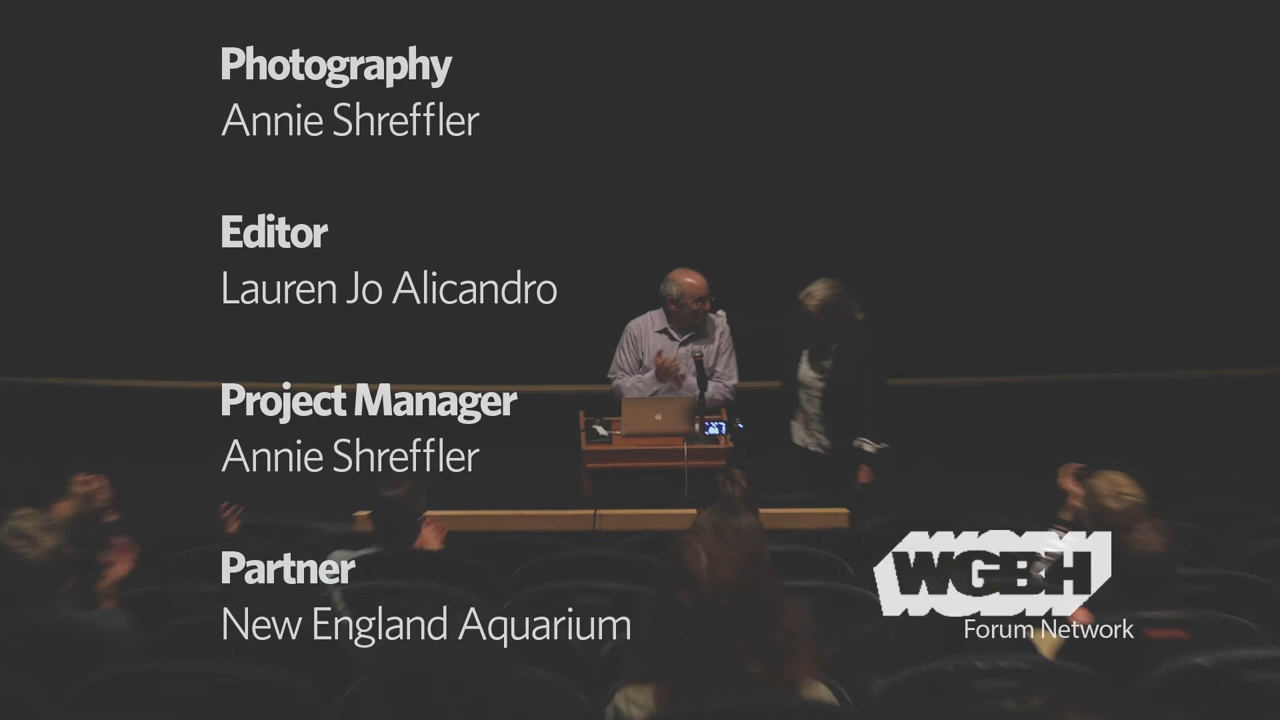 Photography
Annie Shreffler
Editor
Lauren Jo Alicandro
Project Manager
Annie Shreffler
Partner
New England Aquarium
WGBH
Forum Network